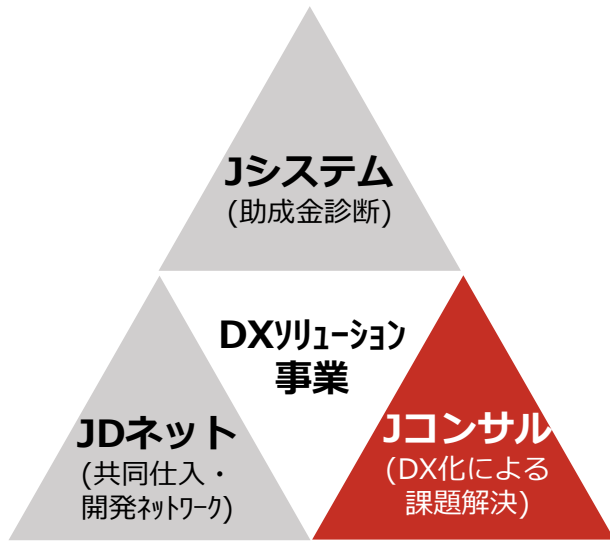 Jシステム
(助成金診断)
DXソリューション
事業
JDネット
(共同仕入・
開発ネットワーク)
Jコンサル
(DX化による
課題解決)